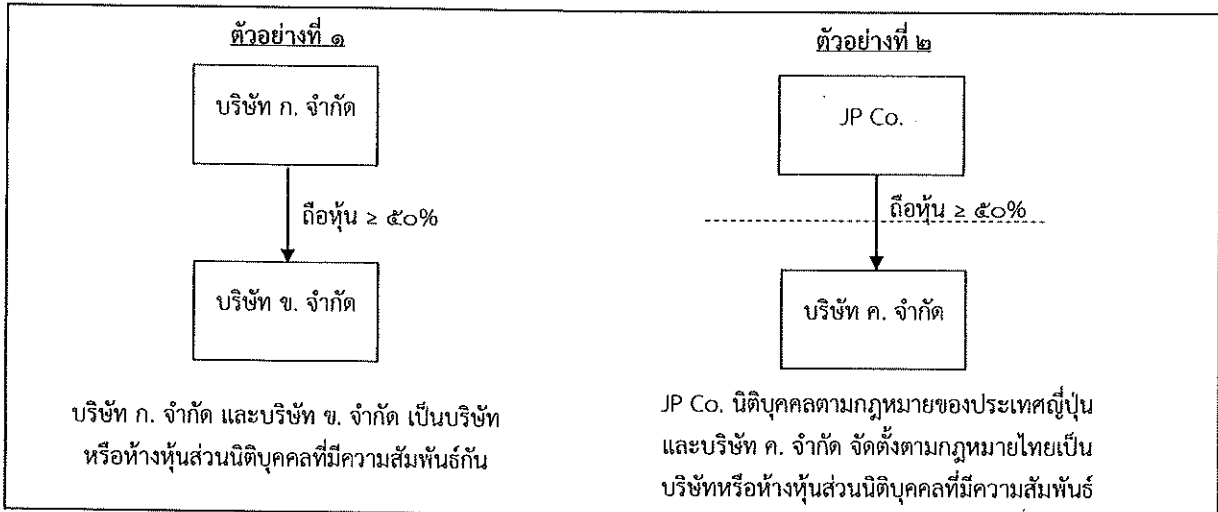 ตัวอย่างที่ ๑
บริษัท ก. จำกัด
ถือหุ้น ≥ ๕๐%
บริษัท ข. จำกัด
บริษัท ก. จำกัด และบริษัท ข. จำกัด เป็นบริษัท
หรือห้างหุ้นส่วนนิติบุคคลที่มีความสัมพันธ์กัน
ตัวอย่างที่ ๒
JP Co.
ถือหุ้น ≥ ๕๐%
บริษัท ค. จำกัด
JP Co. นิติบุคคลตามกฎหมายของประเทศญี่ปุ่น
และบริษัท ค. จำกัด จัดตั้งตามกฎหมายไทยเป็น
บริษัทหรือห้างหุ้นส่วนนิติบุคคลที่มีความสัมพันธ์